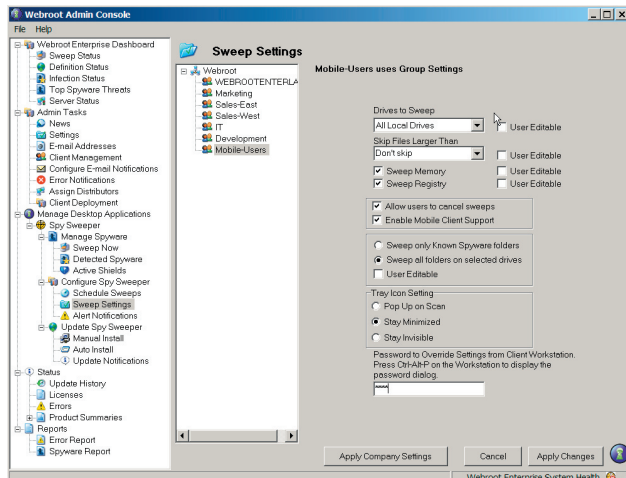 Webroot Admin Console
File Help
Webroot Enterprise Dashboard
Sweep Status
Definition Status
Infection Status
Top Spyware Threats
Server Status
Admin Tasks
News
Settings
E-mail Addresses
Client Management
Configure E-mail Notifications
Error Notifications
Assign Distributors
Client Deployment
Manage Desktop Applications
Spy Sweeper
Manage Spyware
Sweep Now
Detected Spyware
Active Shields
Configure Spy Sweeper
Schedule Sweeps
Sweep Settings
Alert Notifications
Update Spy Sweeper
Manual Install
Auto Install
Update Notifications
Status
Update History
Licenses
Errors
Product Summaries
Reports
Error Report
Spyware Report
Sweep Settings
Webroot
WEBROOTENTERLA
Marketing
Sales-East
Sales-West
IT
Development
Mobile-Users
Mobile-Users uses Group Settings
Drives to Sweep
All Local Drives User Editable
Skip Files Larger Than
Don't skip User Editable
Sweep Memory User Editable
Sweep Registry User Editable
Allow users to cancel sweeps
Enable Mobile Client Support
Sweep only Known Spyware folders
Sweep all folders on selected drives
User Editable
Tray Icon Setting
Pop Up on Scan
Stay Minimized
Stay Invisible
Password to Override Settings from Client Workstation.
Press Ctrl-Alt-P on the Workstation to display the
password dialog.
Apply Company Settings Cancel Apply Changes
Webroot Enterprise System Health